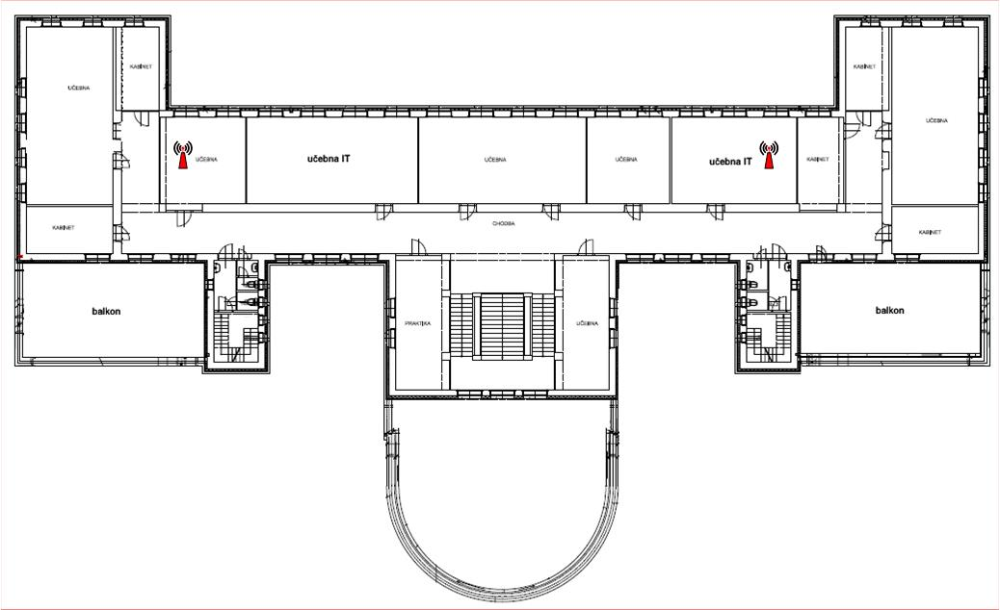 KABINET
KABINET
UČEBNA
UČEBNA
UČEBNA
učebna IT
UČEBNA
UČEBNA
učebna IT
KABINET
KABINET
CHODBA
KABINET
balkon
balkon
PRAKTIKA
UČEBNA